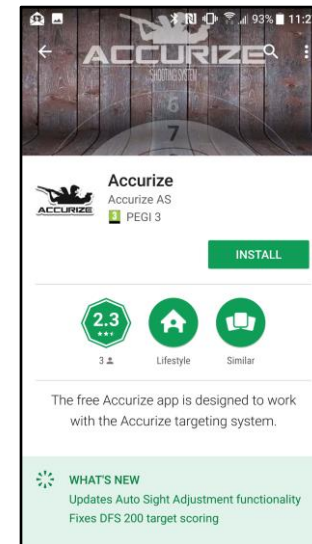 93% 11:2
ACCURIZE
SHOOTING SYSTEM
6
7
Accurize
Accurize AS
ACCURIZE
3 PEGI 3
INSTALL
2.3
3
Lifestyle
Similar
The free Accurize app is designed to work
with the Accurize targeting system.
WHAT'S NEW
Updates Auto Sight Adjustment functionality
Fixes DFS 200 target scoring